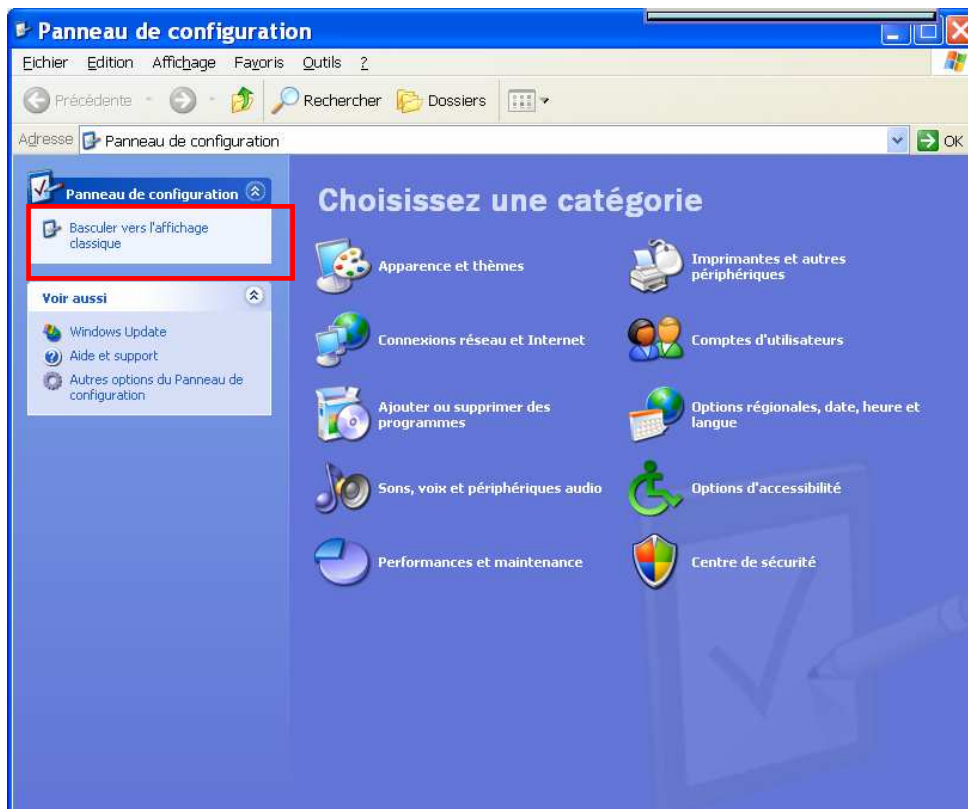 Panneau de configuration
Fichier Edition Affichage Favoris Outils ?
Précédente Rechercher Dossiers
Adresse Panneau de configuration OK
Panneau de configuration
Basculer vers l'affichage
classique
Voir aussi
Windows Update
Aide et support
Autres options du Panneau de
configuration
Choisissez une catégorie
Apparence et thèmes
Imprimantes et autres
périphériques
Connexions réseau et Internet
Comptes d'utilisateurs
Ajouter ou supprimer des
programmes
Options régionales, date, heure et
langue
Sons, voix et périphériques audio
Options d'accessibilité
Performances et maintenance
Centre de sécurité